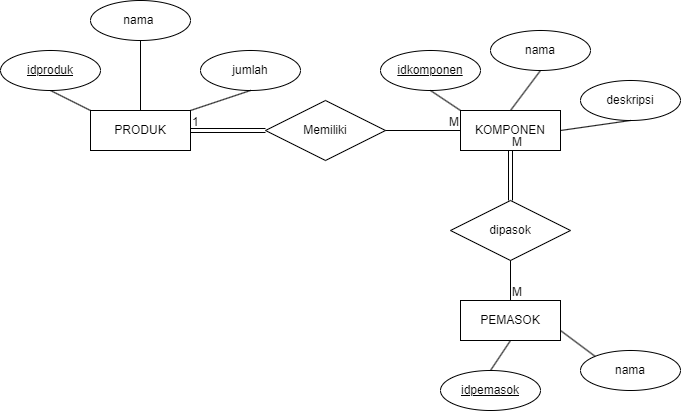 nama
idproduk
jumlah
PRODUK
1
Memiliki
M
nama
idkomponen
deskripsi
KOMPONEN
M
dipasok
M
PEMASOK
idpemasok
nama